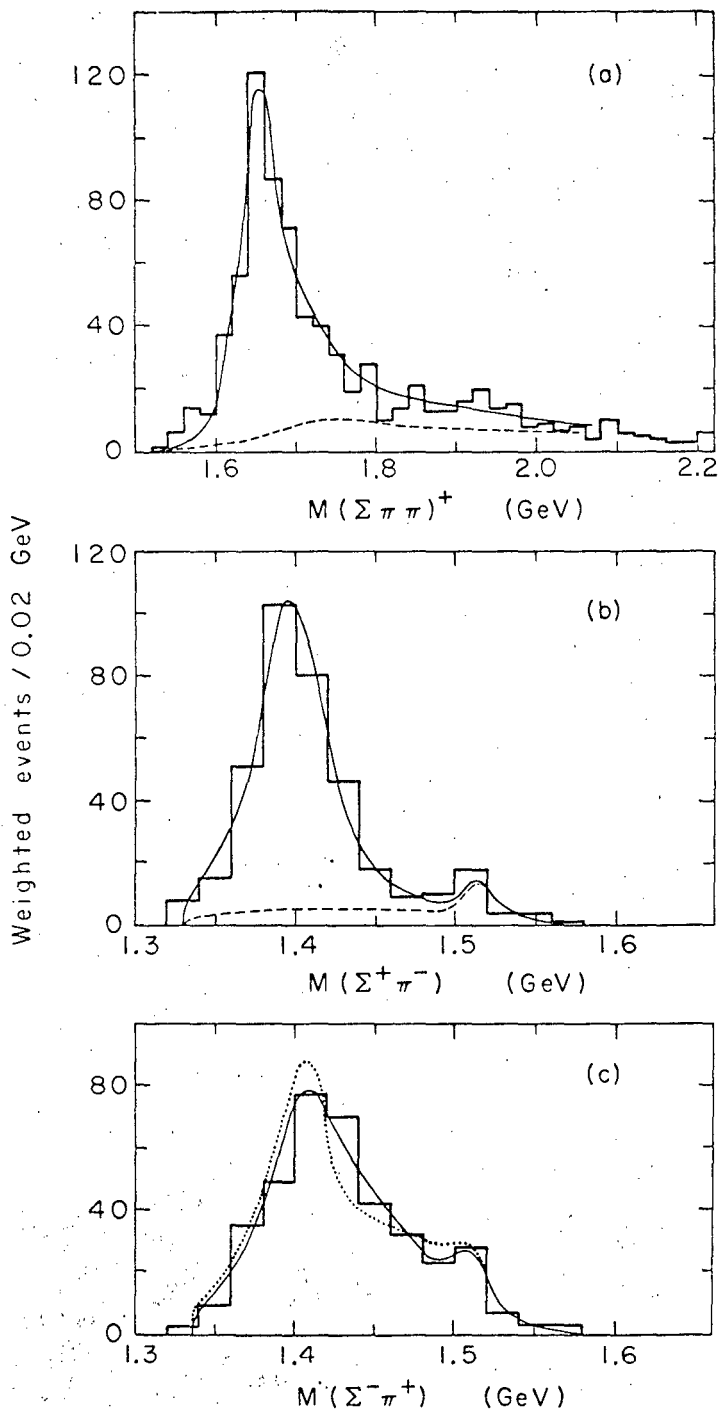 120
(a)
80
40
0
1.6 1.8 2.0 2.2
M(Σππ)⁺ (GeV)
Weighted events / 0.02 GeV
120
(b)
80
40
0
1.3 1.4 1.5 1.6
M(Σ⁺π⁻) (GeV)
(c)
80
40
0
1.3 1.4 1.5 1.6
M(Σ⁻π⁺) (GeV)